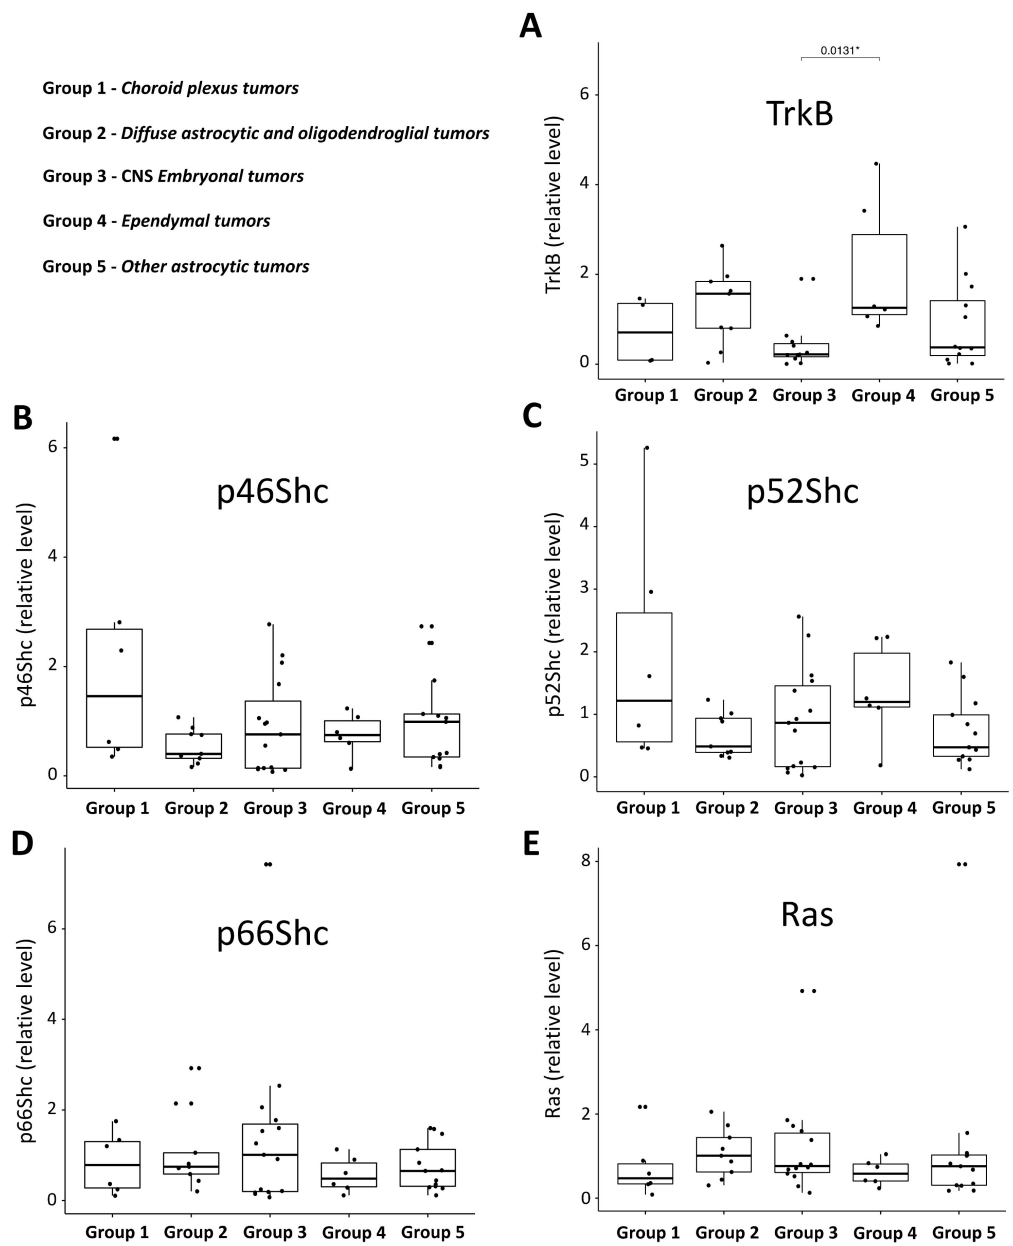 Group 1 - Choroid plexus tumors
Group 2 - Diffuse astrocytic and oligodendroglial tumors
Group 3 - CNS Embryonal tumors
Group 4 - Ependymal tumors
Group 5 - Other astrocytic tumors
A
0.0131*
TrkB
TrkB (relative level)
6
4
2
0
Group 1 Group 2 Group 3 Group 4 Group 5
B
p46Shc
p46Shc (relative level)
6
4
2
0
Group 1 Group 2 Group 3 Group 4 Group 5
C
p52Shc
p52Shc (relative level)
5
4
3
2
1
0
Group 1 Group 2 Group 3 Group 4 Group 5
D
p66Shc
p66Shc (relative level)
6
4
2
0
Group 1 Group 2 Group 3 Group 4 Group 5
E
Ras
Ras (relative level)
8
6
4
2
0
Group 1 Group 2 Group 3 Group 4 Group 5